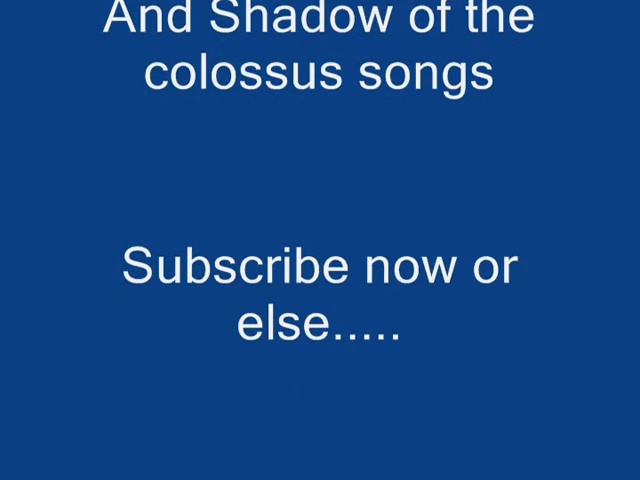 And Shadow of the
colossus songs
Subscribe now or
else.....